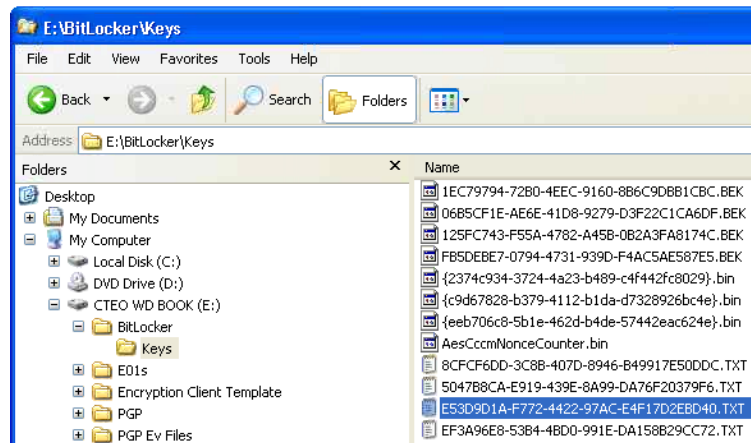 E:\BitLocker\Keys
File Edit View Favorites Tools Help
Back Search Folders
Address E:\BitLocker\Keys
Folders X
Desktop
My Documents
My Computer
Local Disk (C:)
DVD Drive (D:)
CTEO WD BOOK (E:)
BitLocker
Keys
E01s
Encryption Client Template
PGP
PGP Ev Files
Name
1EC79794-72B0-4EEC-9160-8B6C9DBB1CBC.BEK
06B5CF1E-AE6E-41D8-9279-D3F22C1CA6DF.BEK
125FC743-F55A-4782-A45B-0B2A3FA8174C.BEK
FB5DEBE7-0794-4731-939D-F4AC5AE587E5.BEK
{2374c934-3724-4a23-b489-c4f442fc8029}.bin
{c9d67828-b379-4112-b1da-d7328926bc4e}.bin
{eeb706c8-5b1e-462d-b4de-57442eac624e}.bin
AesCccmNonceCounter.bin
8CFCF6DD-3C8B-407D-8946-B49917E50DDC.TXT
5047B8CA-E919-439E-8A99-DA76F20379F6.TXT
E53D9D1A-F772-4422-97AC-E4F17D2EBD40.TXT
EF3A96E8-53B4-4BD0-991E-DA158B29CC72.TXT